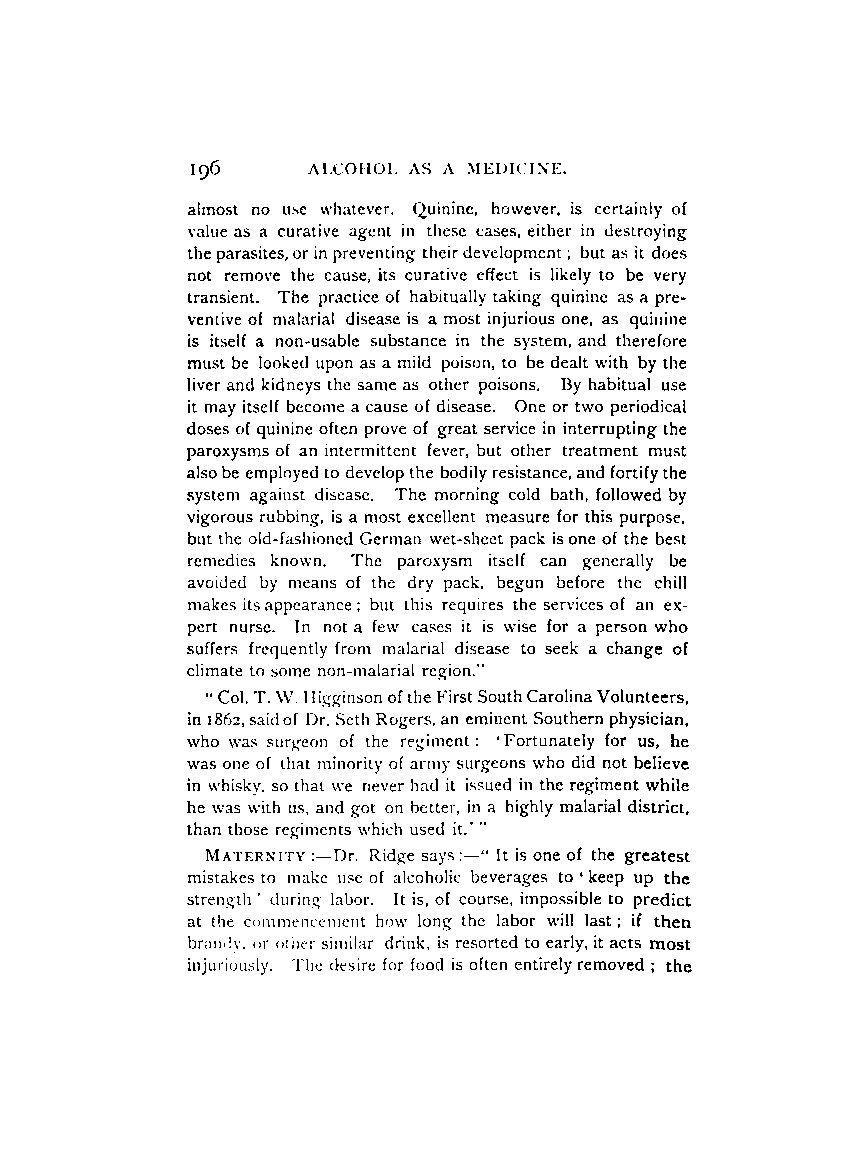 196 ALCOHOL AS A MEDICINE.
almost no use whatever. Quinine, however, is certainly of
value as a curative agent in these cases, either in destroying
the parasites, or in preventing their development ; but as it does
not remove the cause, its curative effect is likely to be very
transient. The practice of habitually taking quinine as a pre-
ventive of malarial disease is a most injurious one, as quinine
is itself a non-usable substance in the system, and therefore
must be looked upon as a mild poison, to be dealt with by the
liver and kidneys the same as other poisons. By habitual use
it may itself become a cause of disease. One or two periodical
doses of quinine often prove of great service in interrupting the
paroxysms of an intermittent fever, but other treatment must
also be employed to develop the bodily resistance, and fortify the
system against disease. The morning cold bath, followed by
vigorous rubbing, is a most excellent measure for this purpose,
but the old-fashioned German wet-sheet pack is one of the best
remedies known. The paroxysm itself can generally be
avoided by means of the dry pack, begun before the chill
makes its appearance ; but this requires the services of an ex-
pert nurse. In not a few cases it is wise for a person who
suffers frequently from malarial disease to seek a change of
climate to some non-malarial region."
" Col. T. W. Higginson of the First South Carolina Volunteers,
in 1862, said of Dr. Seth Rogers, an eminent Southern physician,
who was surgeon of the regiment : 'Fortunately for us, he
was one of that minority of army surgeons who did not believe
in whisky, so that we never had it issued in the regiment while
he was with us, and got on better, in a highly malarial district,
than those regiments which used it.' "
MATERNITY :—Dr. Ridge says :—" It is one of the greatest
mistakes to make use of alcoholic beverages to ' keep up the
strength ' during labor. It is, of course, impossible to predict
at the commencement how long the labor will last ; if then
brandy, or other similar drink, is resorted to early, it acts most
injuriously. The desire for food is often entirely removed ; the